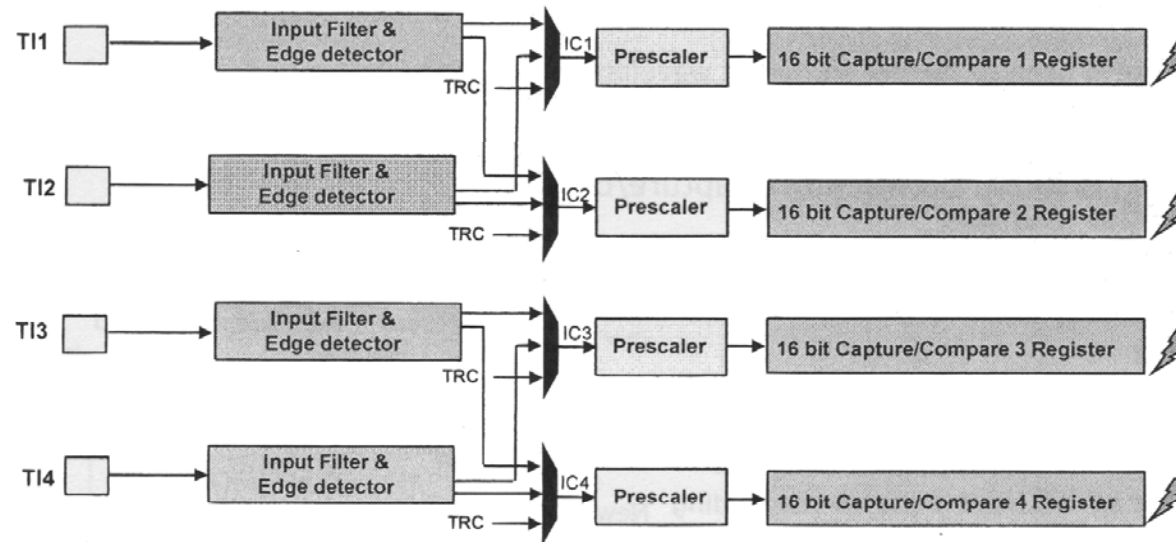 TI1
Input Filter &
Edge detector
TRC
IC1
Prescaler
16 bit Capture/Compare 1 Register
TI2
Input Filter &
Edge detector
TRC
IC2
Prescaler
16 bit Capture/Compare 2 Register
TI3
Input Filter &
Edge detector
TRC
IC3
Prescaler
16 bit Capture/Compare 3 Register
TI4
Input Filter &
Edge detector
TRC
IC4
Prescaler
16 bit Capture/Compare 4 Register